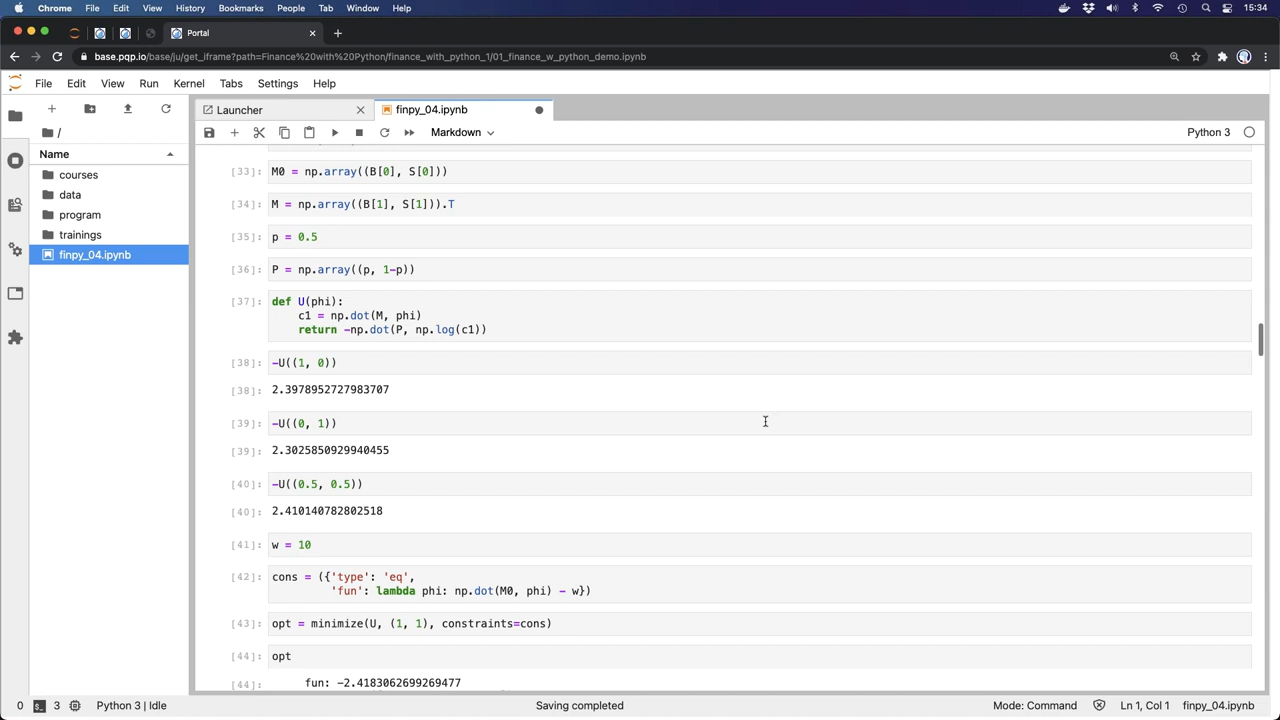 Chrome File Edit View History Bookmarks People Tab Window Help 15:34
Portal
base.pqp.io/base/ju/get_iframe?path=Finance%20with%20Python/finance_with_python_1/01_finance_w_python_demo.ipynb
File Edit View Run Kernel Tabs Settings Help
Launcher finpy_04.ipynb
Markdown Python 3
/
Name
courses
data
program
trainings
finpy_04.ipynb
[33]: M0 = np.array((B[0], S[0]))
[34]: M = np.array((B[1], S[1])).T
[35]: p = 0.5
[36]: P = np.array((p, 1-p))
[37]: def U(phi):
c1 = np.dot(M, phi)
return -np.dot(P, np.log(c1))
[38]: -U((1, 0))
[38]: 2.3978952727983707
[39]: -U((0, 1))
[39]: 2.3025850929940455
[40]: -U((0.5, 0.5))
[40]: 2.410140782802518
[41]: w = 10
[42]: cons = ({'type': 'eq',
'fun': lambda phi: np.dot(M0, phi) - w})
[43]: opt = minimize(U, (1, 1), constraints=cons)
[44]: opt
[44]: fun: -2.4183062699269477
0 3 Python 3 | Idle Saving completed Mode: Command Ln 1, Col 1 finpy_04.ipynb